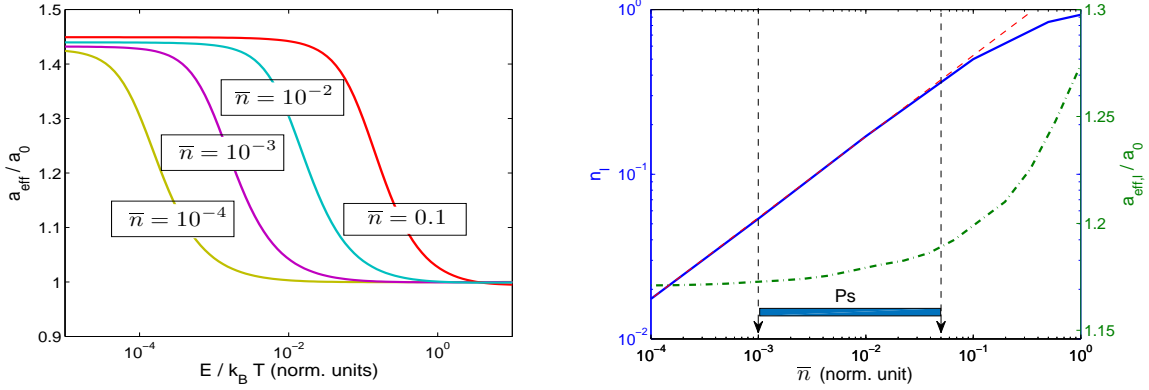 1.5
1.4
1.3
1.2
1.1
1
0.9
a_eff / a_0
n̅ = 10^−2
n̅ = 10^−3
n̅ = 10^−4
n̅ = 0.1
10^−4
10^−2
10^0
E / k_B T (norm. units)
10^0
10^−1
10^−2
n_l
1.3
1.25
1.2
1.15
a_eff,l / a_0
Ps
10^−4
10^−3
10^−2
10^−1
10^0
n̅ (norm. unit)